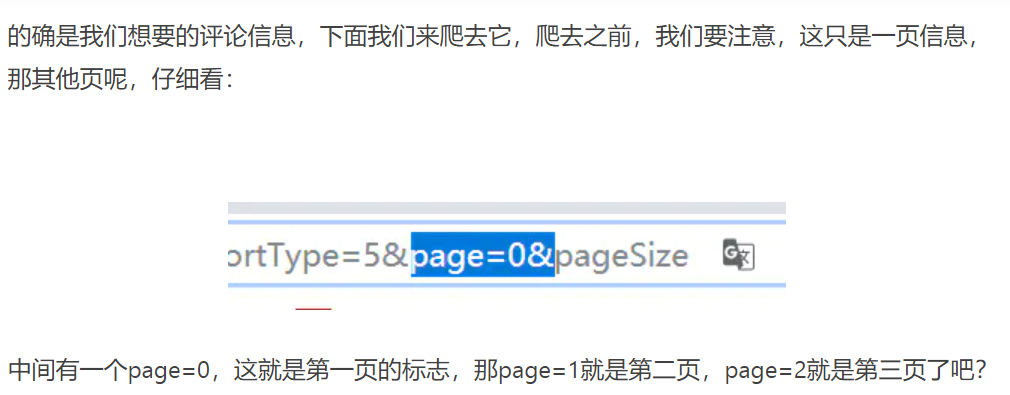 的确是我们想要的评论信息，下面我们来爬去它，爬去之前，我们要注意，这只是一页信息，
那其他页呢，仔细看：
ortType=5&page=0&pageSize
中间有一个page=0，这就是第一页的标志，那page=1就是第二页，page=2就是第三页了吧？